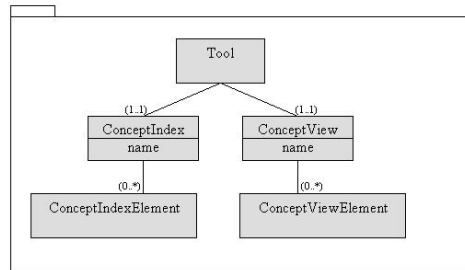 Tool
(1..1) (1..1)
ConceptIndex ConceptView
name name
(0..*) (0..*)
ConceptIndexElement ConceptViewElement